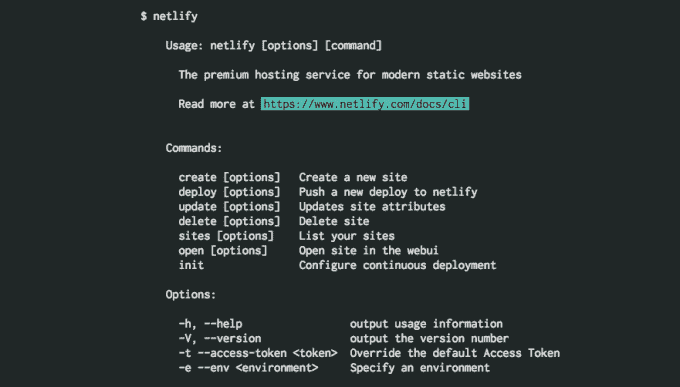 $ netlify
Usage: netlify [options] [command]
The premium hosting service for modern static websites
Read more at https://www.netlify.com/docs/cli
Commands:
create [options] Create a new site
deploy [options] Push a new deploy to netlify
update [options] Updates site attributes
delete [options] Delete site
sites [options] List your sites
open [options] Open site in the webui
init Configure continuous deployment
Options:
-h, --help output usage information
-V, --version output the version number
-t --access-token <token> Override the default Access Token
-e --env <environment> Specify an environment